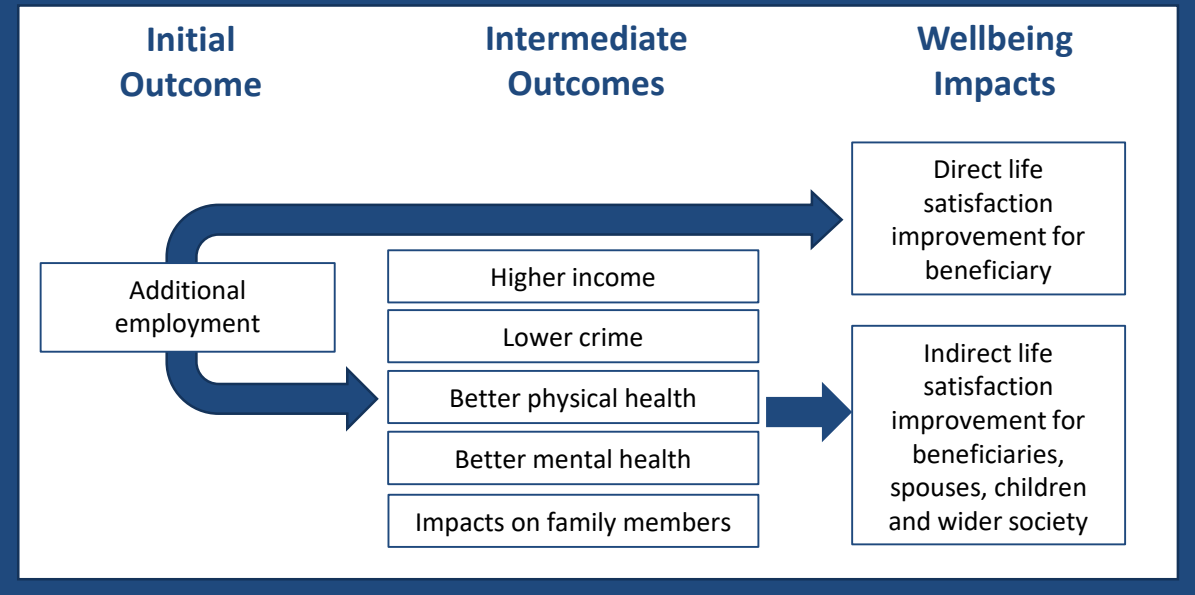 Initial
Outcome
Intermediate
Outcomes
Wellbeing
Impacts
Additional
employment
Higher income
Lower crime
Better physical health
Better mental health
Impacts on family members
Direct life
satisfaction
improvement for
beneficiary
Indirect life
satisfaction
improvement for
beneficiaries,
spouses, children
and wider society